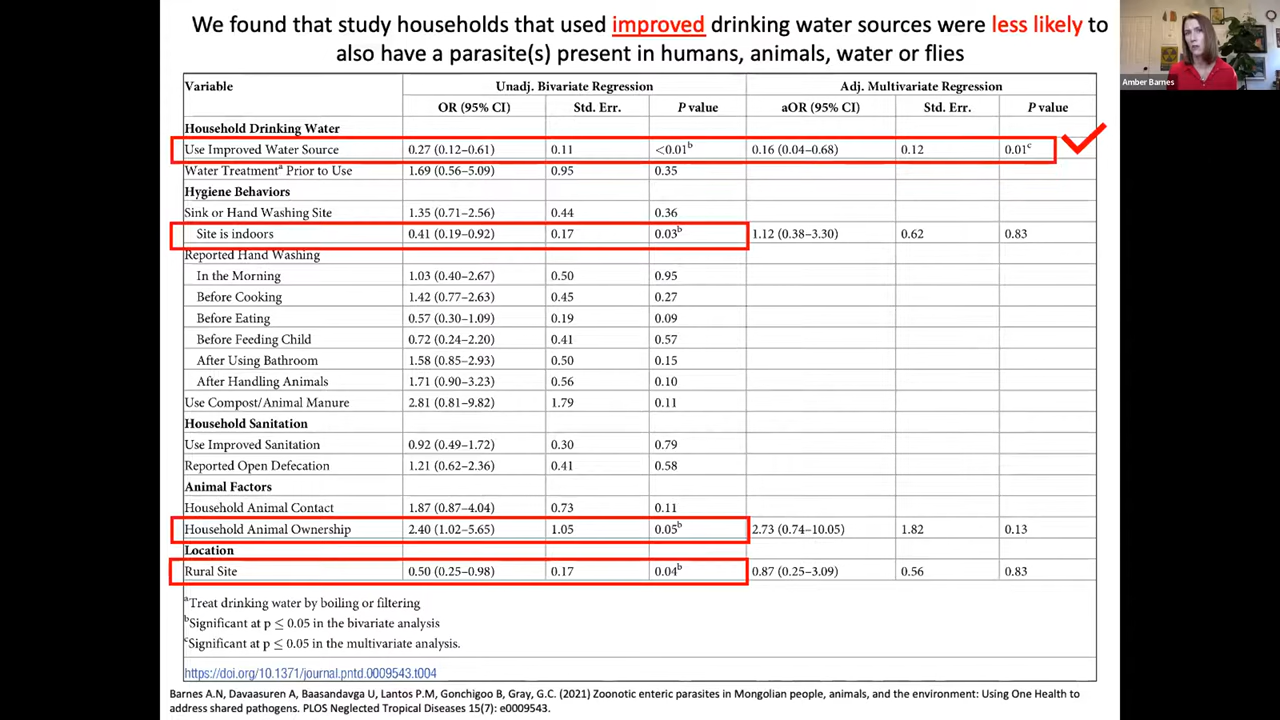 We found that study households that used improved drinking water sources were less likely to
also have a parasite(s) present in humans, animals, water or flies
Amber Barnes
Variable Unadj. Bivariate Regression Adj. Multivariate Regression
OR (95% CI) Std. Err. P value aOR (95% CI) Std. Err. P value
Household Drinking Water
Use Improved Water Source 0.27 (0.12–0.61) 0.11 <0.01b 0.16 (0.04–0.68) 0.12 0.01c
Water Treatmenta Prior to Use 1.69 (0.56–5.09) 0.95 0.35
Hygiene Behaviors
Sink or Hand Washing Site 1.35 (0.71–2.56) 0.44 0.36
Site is indoors 0.41 (0.19–0.92) 0.17 0.03b 1.12 (0.38–3.30) 0.62 0.83
Reported Hand Washing
In the Morning 1.03 (0.40–2.67) 0.50 0.95
Before Cooking 1.42 (0.77–2.63) 0.45 0.27
Before Eating 0.57 (0.30–1.09) 0.19 0.09
Before Feeding Child 0.72 (0.24–2.20) 0.41 0.57
After Using Bathroom 1.58 (0.85–2.93) 0.50 0.15
After Handling Animals 1.71 (0.90–3.23) 0.56 0.10
Use Compost/Animal Manure 2.81 (0.81–9.82) 1.79 0.11
Household Sanitation
Use Improved Sanitation 0.92 (0.49–1.72) 0.30 0.79
Reported Open Defecation 1.21 (0.62–2.36) 0.41 0.58
Animal Factors
Household Animal Contact 1.87 (0.87–4.04) 0.73 0.11
Household Animal Ownership 2.40 (1.02–5.65) 1.05 0.05b 2.73 (0.74–10.05) 1.82 0.13
Location
Rural Site 0.50 (0.25–0.98) 0.17 0.04b 0.87 (0.25–3.09) 0.56 0.83
aTreat drinking water by boiling or filtering
bSignificant at p ≤ 0.05 in the bivariate analysis
cSignificant at p ≤ 0.05 in the multivariate analysis.
https://doi.org/10.1371/journal.pntd.0009543.t004
Barnes A.N, Davaasuren A, Baasandavga U, Lantos P.M, Gonchigoo B, Gray, G.C. (2021) Zoonotic enteric parasites in Mongolian people, animals, and the environment: Using One Health to
address shared pathogens. PLOS Neglected Tropical Diseases 15(7): e0009543.